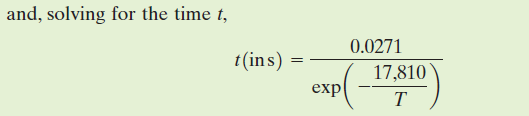 and, solving for the time t,
t(in s) = 0.0271 / exp(−17,810 / T)